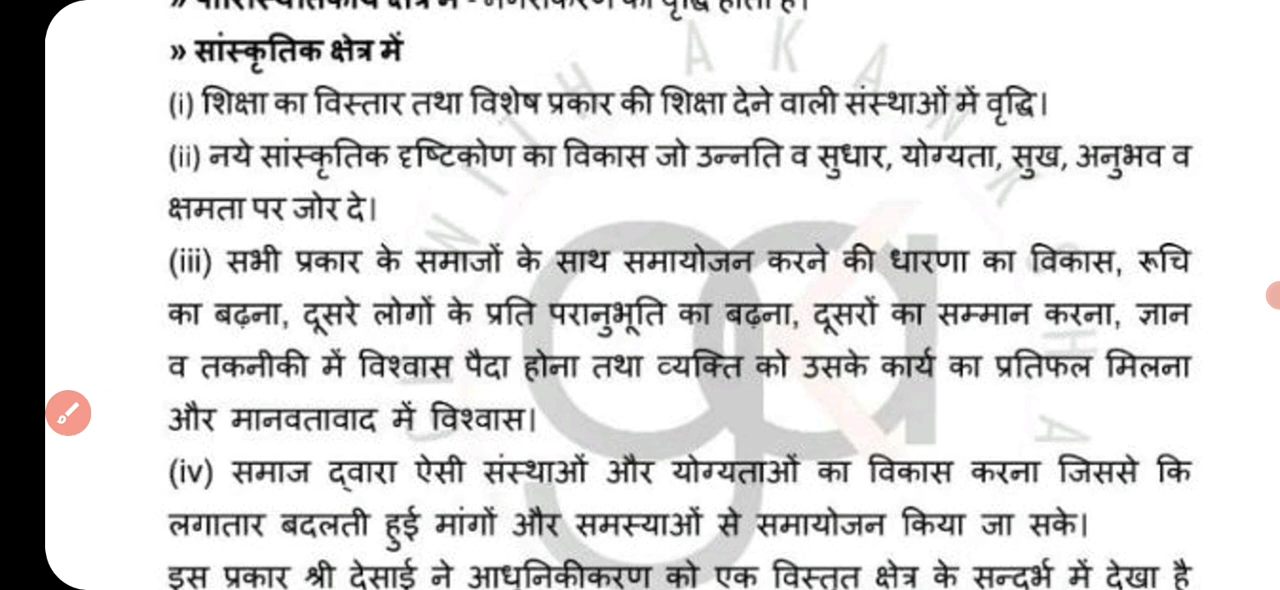 » पारिस्थितिकीय क्षेत्र में - नगरीकरण की वृद्धि होती है।
» सांस्कृतिक क्षेत्र में
(i) शिक्षा का विस्तार तथा विशेष प्रकार की शिक्षा देने वाली संस्थाओं में वृद्धि।
(ii) नये सांस्कृतिक दृष्टिकोण का विकास जो उन्नति व सुधार, योग्यता, सुख, अनुभव व
क्षमता पर जोर दे।
(iii) सभी प्रकार के समाजों के साथ समायोजन करने की धारणा का विकास, रूचि
का बढ़ना, दूसरे लोगों के प्रति परानुभूति का बढ़ना, दूसरों का सम्मान करना, ज्ञान
व तकनीकी में विश्वास पैदा होना तथा व्यक्ति को उसके कार्य का प्रतिफल मिलना
और मानवतावाद में विश्वास।
(iv) समाज द्वारा ऐसी संस्थाओं और योग्यताओं का विकास करना जिससे कि
लगातार बदलती हुई मांगों और समस्याओं से समायोजन किया जा सके।
इस प्रकार श्री देसाई ने आधुनिकीकरण को एक विस्तृत क्षेत्र के सन्दर्भ में देखा है